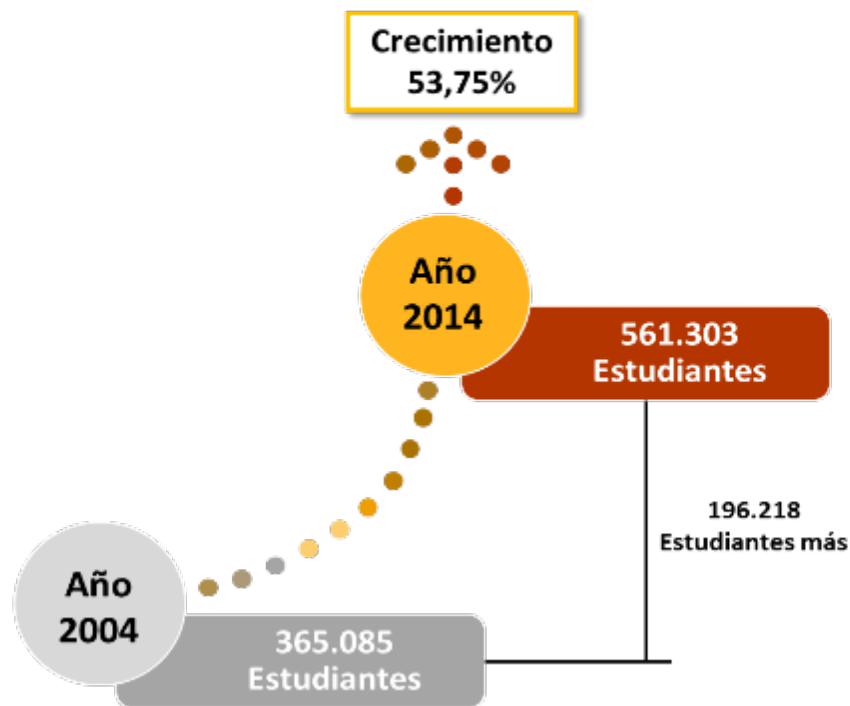 Crecimiento
53,75%
Año
2014
561.303
Estudiantes
196.218
Estudiantes más
Año
2004
365.085
Estudiantes